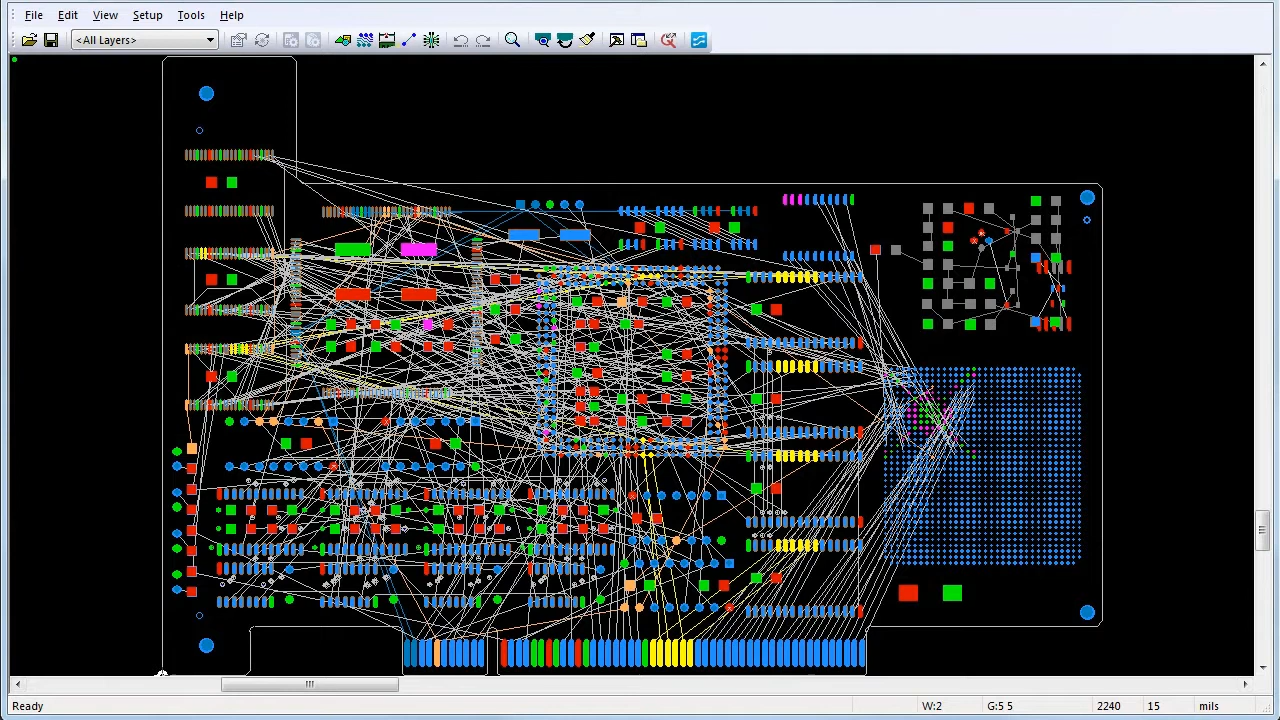 File Edit View Setup Tools Help
<All Layers>
Ready W:2 G:5 5 2240 15 mils